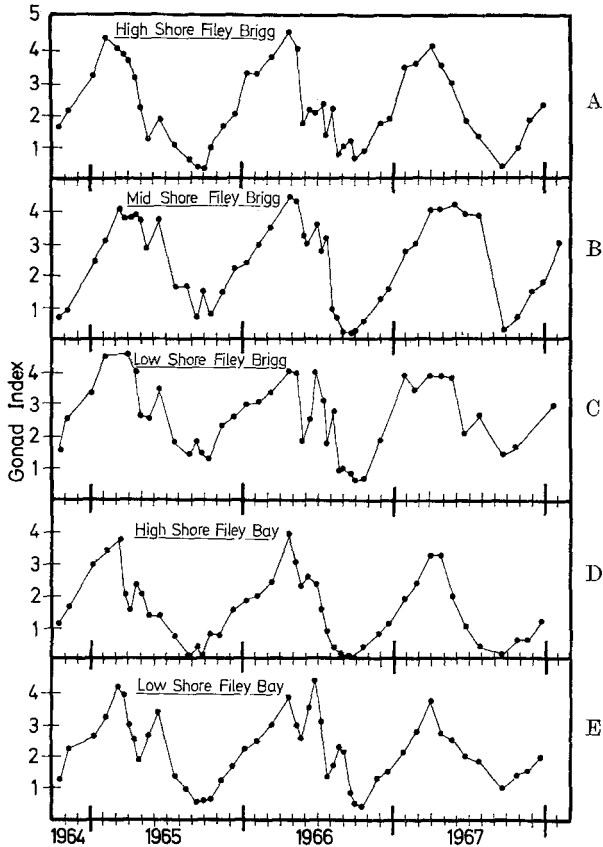 5
4
3
2
1
High Shore Filey Brigg
A
4
3
2
1
Mid Shore Filey Brigg
B
Gonad Index
4
3
2
1
Low Shore Filey Brigg
C
4
3
2
1
High Shore Filey Bay
D
4
3
2
1
Low Shore Filey Bay
E
1964 1965 1966 1967